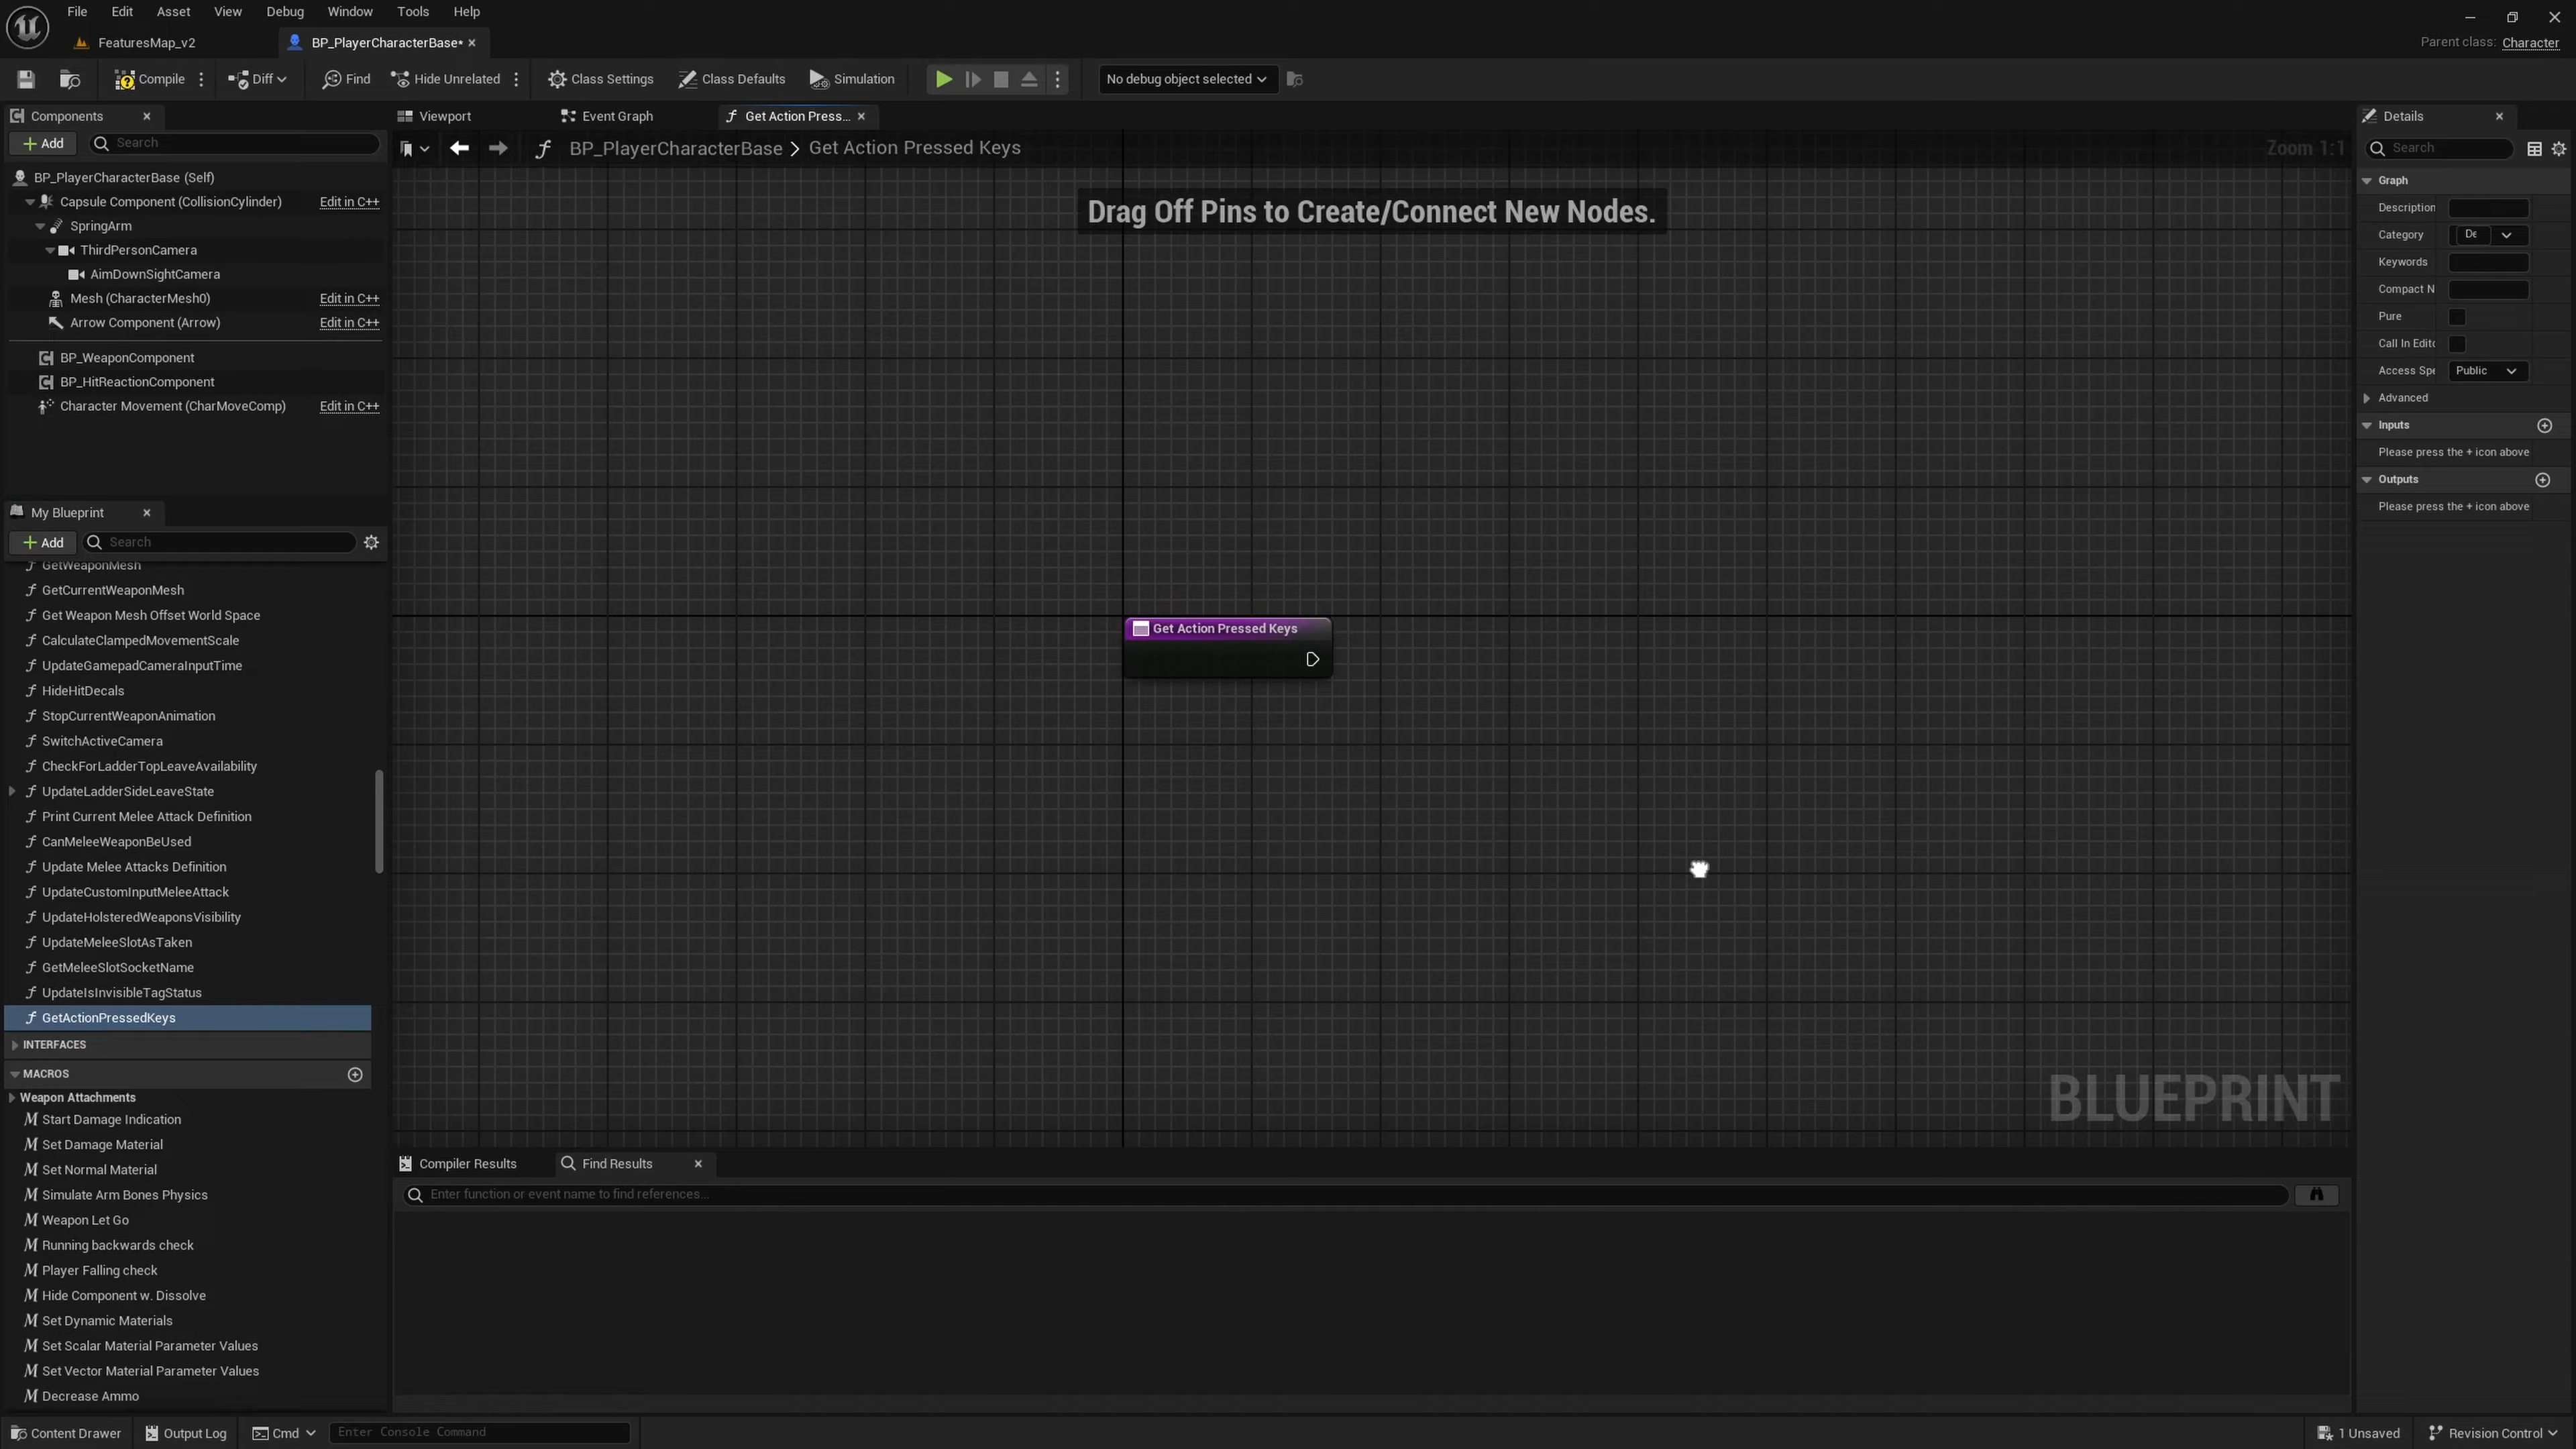 File Edit Asset View Debug Window Tools Help
FeaturesMap_v2
BP_PlayerCharacterBase*
Parent class: Character
Compile
Diff
Find
Hide Unrelated
Class Settings
Class Defaults
Simulation
No debug object selected
Components
Add
Search
BP_PlayerCharacterBase (Self)
Capsule Component (CollisionCylinder) Edit in C++
SpringArm
ThirdPersonCamera
AimDownSightCamera
Mesh (CharacterMesh0) Edit in C++
Arrow Component (Arrow) Edit in C++
BP_WeaponComponent
BP_HitReactionComponent
Character Movement (CharMoveComp) Edit in C++
My Blueprint
Add
Search
GetWeaponMesh
GetCurrentWeaponMesh
Get Weapon Mesh Offset World Space
CalculateClampedMovementScale
UpdateGamepadCameraInputTime
HideHitDecals
StopCurrentWeaponAnimation
SwitchActiveCamera
CheckForLadderTopLeaveAvailability
UpdateLadderSideLeaveState
Print Current Melee Attack Definition
CanMeleeWeaponBeUsed
Update Melee Attacks Definition
UpdateCustomInputMeleeAttack
UpdateHolsteredWeaponsVisibility
UpdateMeleeSlotAsTaken
GetMeleeSlotSocketName
UpdateIsInvisibleTagStatus
GetActionPressedKeys
INTERFACES
MACROS
Weapon Attachments
Start Damage Indication
Set Damage Material
Set Normal Material
Simulate Arm Bones Physics
Weapon Let Go
Running backwards check
Player Falling check
Hide Component w. Dissolve
Set Dynamic Materials
Set Scalar Material Parameter Values
Set Vector Material Parameter Values
Decrease Ammo
Viewport
Event Graph
Get Action Press...
BP_PlayerCharacterBase > Get Action Pressed Keys
Zoom 1:1
Drag Off Pins to Create/Connect New Nodes.
Get Action Pressed Keys
BLUEPRINT
Compiler Results
Find Results
Enter function or event name to find references...
Details
Search
Graph
Description
Category De
Keywords
Compact N
Pure
Call In Edito
Access Spe Public
Advanced
Inputs
Please press the + icon above
Outputs
Please press the + icon above
Content Drawer
Output Log
Cmd
Enter Console Command
1 Unsaved
Revision Control